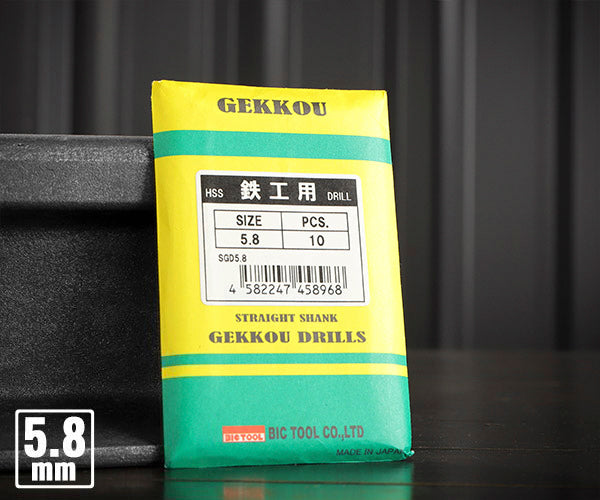 GEKKOU
HSS 鉄工用 DRILL
SIZE PCS.
5.8 10
SGD5.8
4 582247 458968
STRAIGHT SHANK
GEKKOU DRILLS
BIC TOOL BIC TOOL CO.,LTD
MADE IN JAPAN
5.8
mm